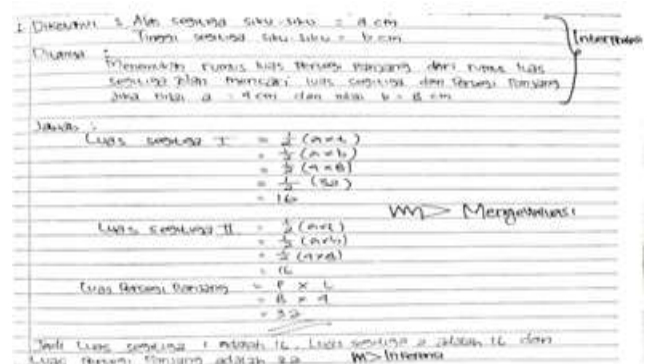 1. Diketahui : Alas segitiga siku-siku = a cm
Tinggi segitiga siku-siku = b cm
Interpretasi
Ditanya :
Menemukan rumus luas Persegi Panjang dari rumus luas
segitiga dan mencari luas segitiga dan Persegi Panjang
Jika nilai a = 4 cm dan nilai b = 8 cm
Jawab :
Luas segitiga I = ½ (a×t)
= ½ (a×b)
= ½ (4×8)
= ½ (32)
= 16
Mengevaluasi
Luas segitiga II = ½ (a×t)
= ½ (a×b)
= ½ (4×8)
= 16
Luas Persegi Panjang = P × L
= 8 × 4
= 32
Jadi Luas segitiga 1 adalah 16, Luas segitiga 2 adalah 16 dan
Luas Persegi Panjang adalah 32
Inferensi